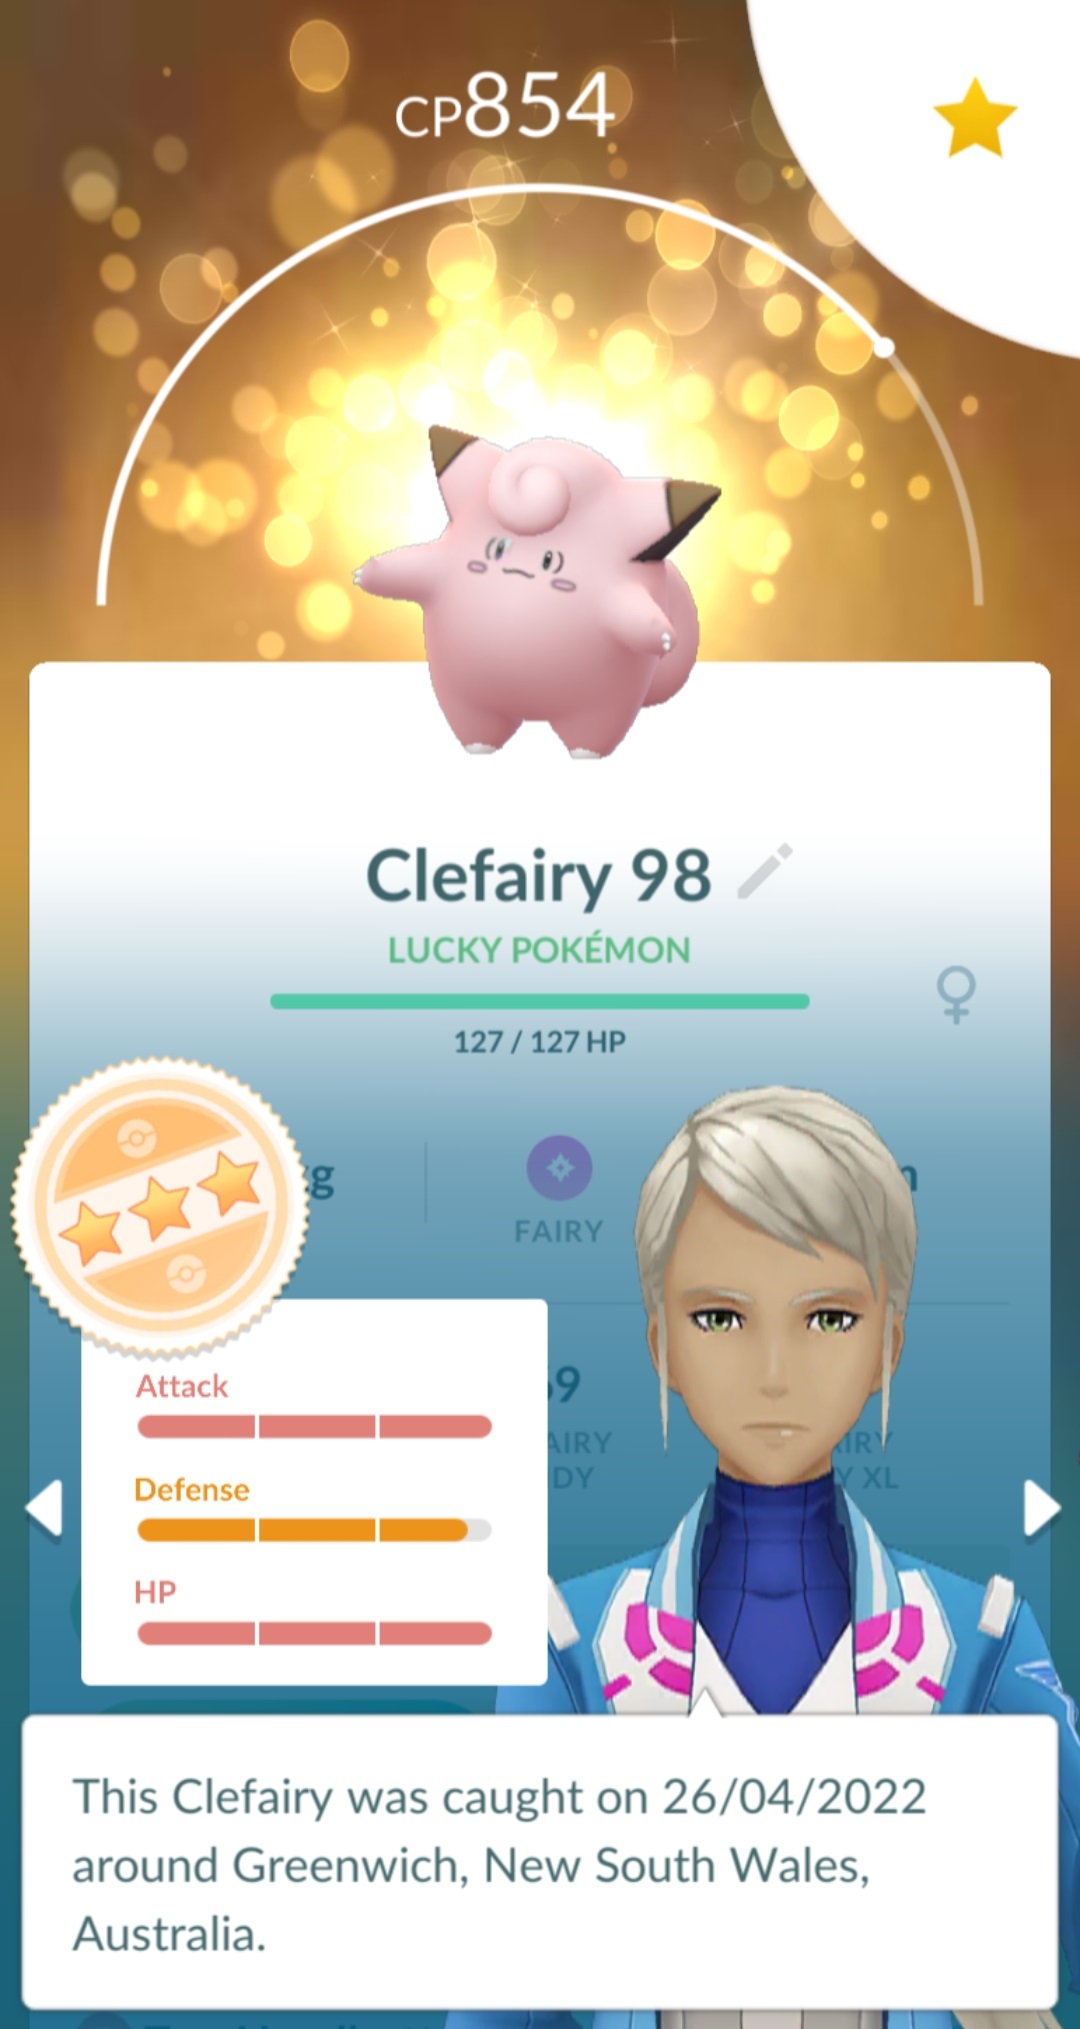 CP854
Clefairy 98
LUCKY POKÉMON
127 / 127 HP
FAIRY
Attack
Defense
HP
This Clefairy was caught on 26/04/2022
around Greenwich, New South Wales,
Australia.